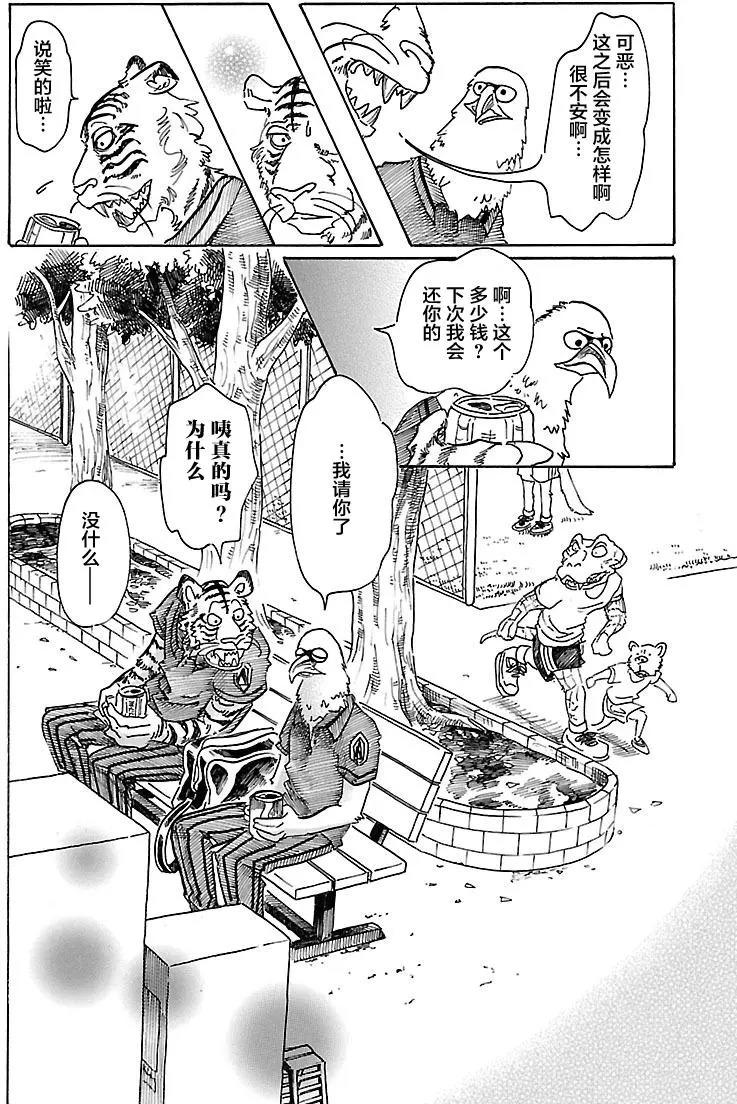 可恶…
这之后会变成怎样啊
很不安啊…
说笑的啦…
啊…这个
多少钱？
下次我会
还你的
…我请你了
咦真的吗？
为什么
没什么——